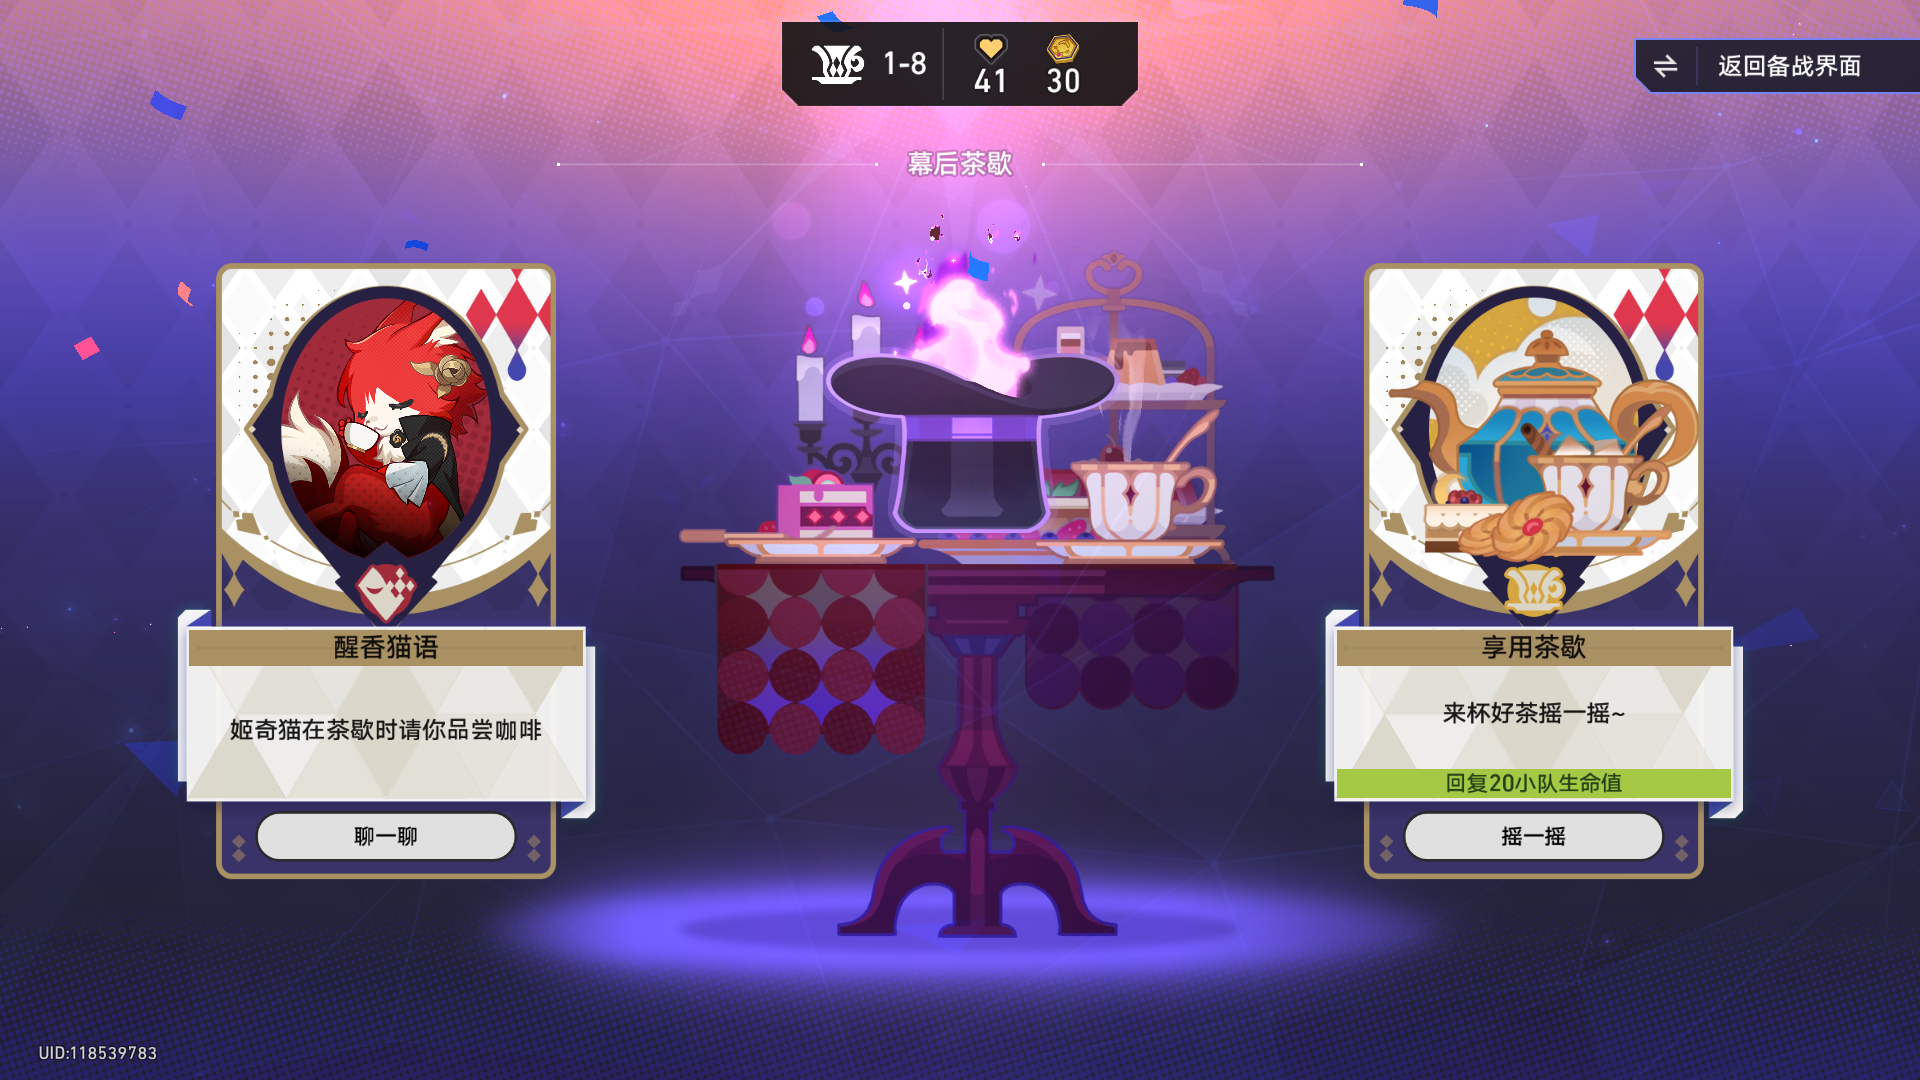 1-8
41
30
返回备战界面
幕后茶歇
醒香猫语
姬奇猫在茶歇时请你品尝咖啡
聊一聊
享用茶歇
来杯好茶摇一摇~
回复20小队生命值
摇一摇
UID:118539783